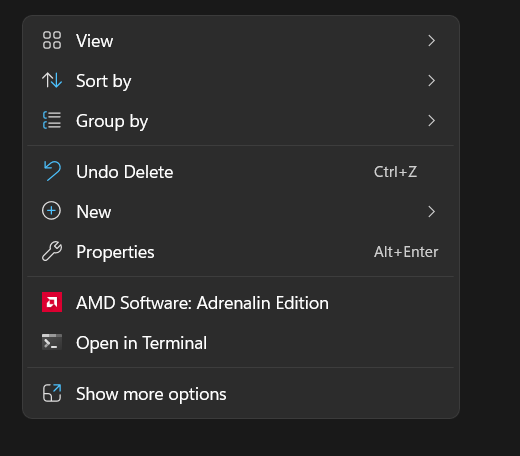 View
Sort by
Group by
Undo Delete Ctrl+Z
New
Properties Alt+Enter
AMD Software: Adrenalin Edition
Open in Terminal
Show more options